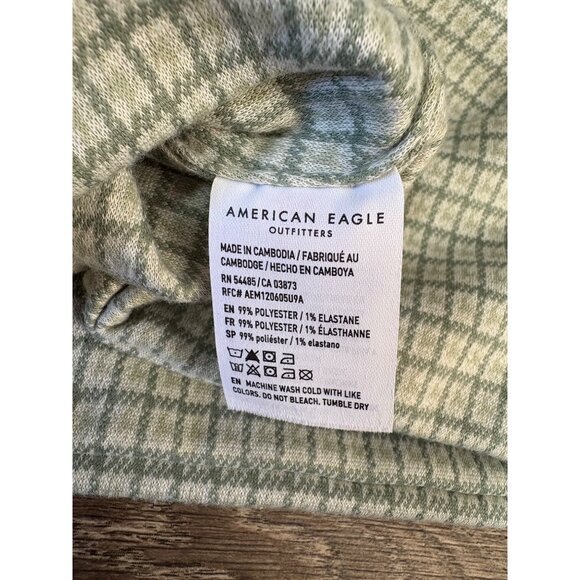 AMERICAN EAGLE
OUTFITTERS
MADE IN CAMBODIA / FABRIQUÉ AU
CAMBODGE / HECHO EN CAMBOYA
RN 54485 / CA 03873
RFC# AEM120605U9A
EN 99% POLYESTER / 1% ELASTANE
FR 99% POLYESTER / 1% ÉLASTHANNE
SP 99% poliéster / 1% elastano
EN MACHINE WASH COLD WITH LIKE
COLORS. DO NOT BLEACH. TUMBLE DRY